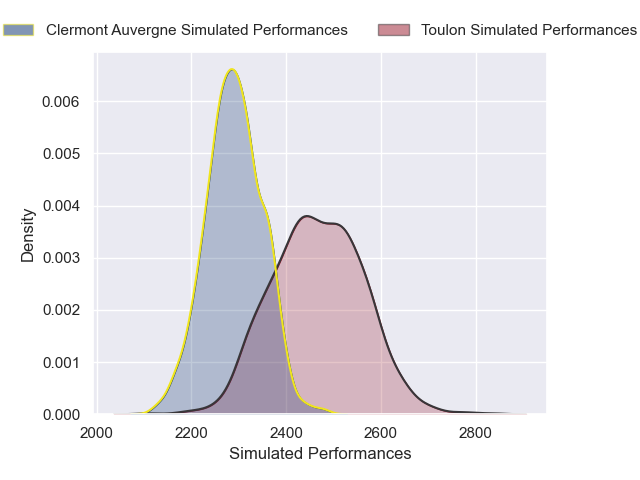 Clermont Auvergne Simulated Performances
Toulon Simulated Performances
0.006
0.005
0.004
0.003
0.002
0.001
0.000
Density
2000 2200 2400 2600 2800
Simulated Performances